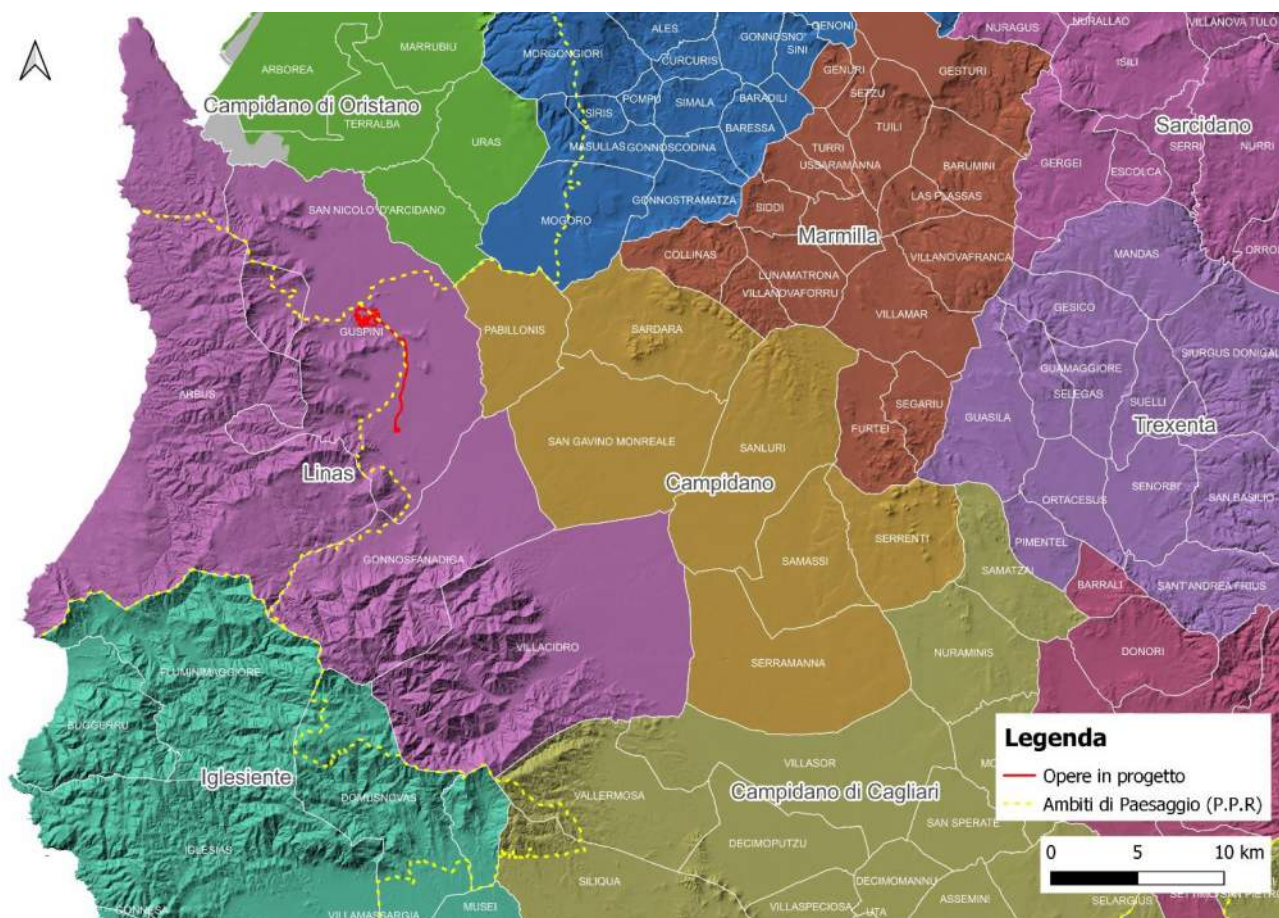 NURAGUS
NURALLAO
VILLANOVA TULO
ALES
GENONI
GONNOSNO'
SINI
MARRUBIU
MORGONGIORI
CURCURIS
ISILI
ARBOREA
GENURI
GESTURI
SETZU
Campidano di Oristano
POMPU
SIMALA
BARADILI
SIRIS
TERRALBA
TUILI
Sarcidano
URAS
BARESSA
TURRI
SERRI
NURRI
MASULLAS
GONNOSCODINA
USSARAMANNA
BARUMINI
GERGEI
ESCOLCA
SAN NICOLO' D'ARCIDANO
GONNOSTRAMATZA
LAS PLASSAS
SIDDI
MOGORO
Marmilla
COLLINAS
VILLANOVAFRANCA
MANDAS
ORRO
LUNAMATRONA
VILLANOVAFORRU
PABILLONIS
GESICO
VILLAMAR
SARDARA
GUSPINI
SIURGUS DONIGAL
GUAMAGGIORE
ARBUS
SELEGAS
SUELLI
SEGARIU
GUASILA
Trexenta
FURTEI
SAN GAVINO MONREALE
SANLURI
Linas
Campidano
ORTACESUS
SENORBI'
SAN BASILIO
SERRENTI
PIMENTEL
GONNOSFANADIGA
SAMASSI
SAMATZAI
BARRALI
SANT'ANDREA FRIUS
VILLACIDRO
NURAMINIS
DONORI
SERRAMANNA
FLUMINIMAGGIORE
BUGGERRU
Legenda
VILLASOR
MO
Iglesiente
Opere in progetto
DOMUSNOVAS
VALLERMOSA
Campidano di Cagliari
Ambiti di Paesaggio (P.P.R)
SAN SPERATE
IGLESIAS
DECIMOPUTZU
0 5 10 km
SILIQUA
DECIMOMANNU
MUSEI
VILLASPECIOSA
ASSEMINI
SELARGIUS
GONNESA
VILLAMASSARGIA
UTA